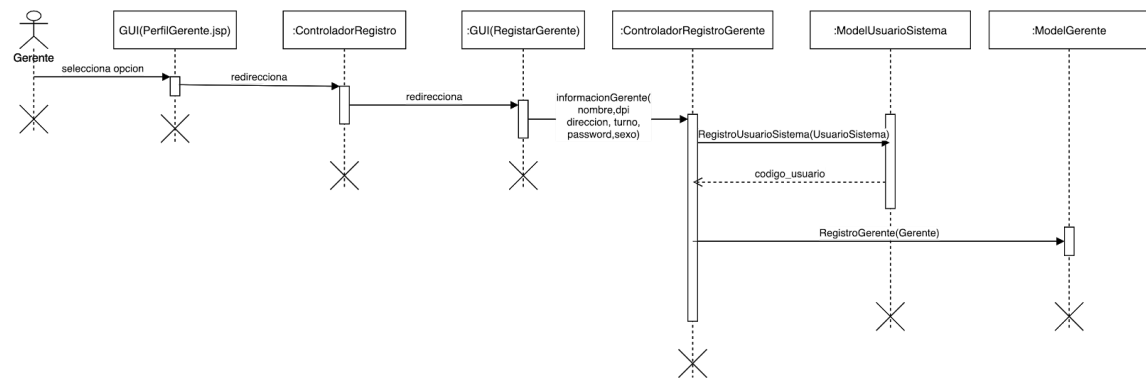 GUI(PerfilGerente.jsp)
:ControladorRegistro
:GUI(RegistarGerente)
:ControladorRegistroGerente
:ModelUsuarioSistema
:ModelGerente
Gerente
selecciona opcion
redirecciona
redirecciona
informacionGerente(
nombre,dpi
direccion, turno,
password,sexo)
RegistroUsuarioSistema(UsuarioSistema)
codigo_usuario
RegistroGerente(Gerente)